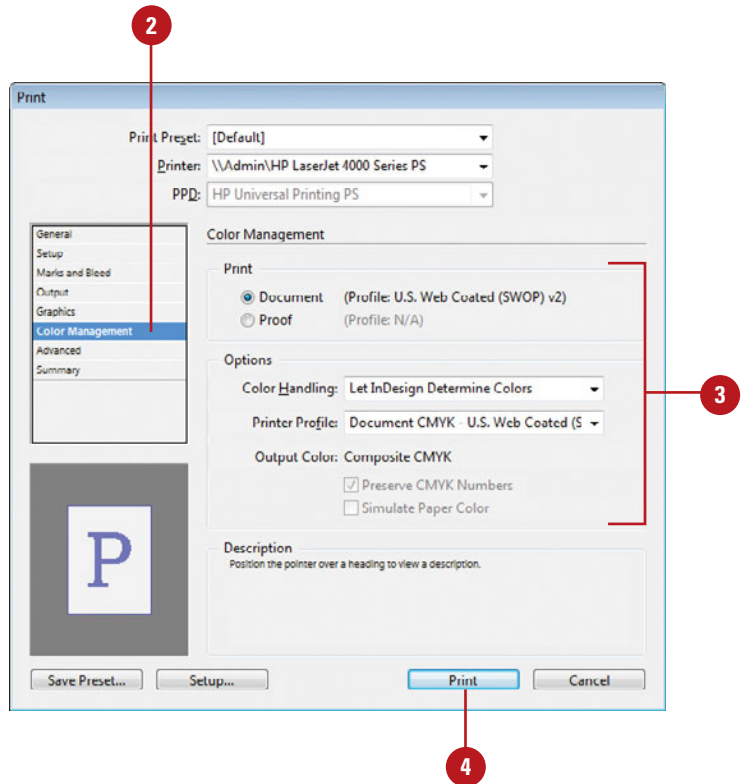 2
Print
Print Preset: [Default]
Printer: \\Admin\HP LaserJet 4000 Series PS
PPD: HP Universal Printing PS
General
Setup
Marks and Bleed
Output
Graphics
Color Management
Advanced
Summary
Color Management
Print
Document (Profile: U.S. Web Coated (SWOP) v2)
Proof (Profile: N/A)
Options
Color Handling: Let InDesign Determine Colors
Printer Profile: Document CMYK - U.S. Web Coated (S
Output Color: Composite CMYK
Preserve CMYK Numbers
Simulate Paper Color
3
P
Description
Position the pointer over a heading to view a description.
Save Preset...
Setup...
Print
Cancel
4